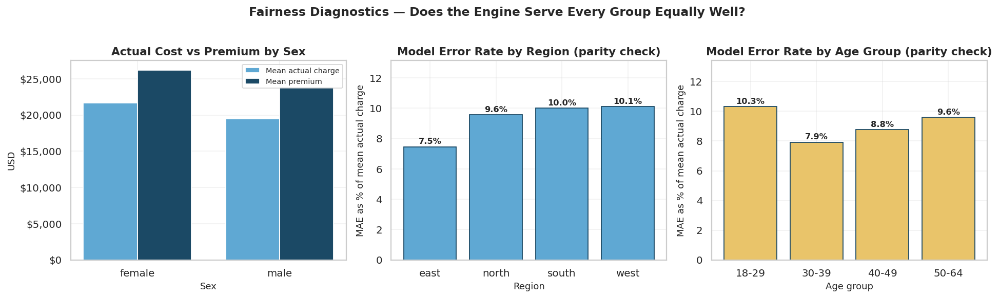 Fairness Diagnostics — Does the Engine Serve Every Group Equally Well?
Actual Cost vs Premium by Sex
Mean actual charge
Mean premium
$25,000
$20,000
$15,000
$10,000
$5,000
$0
USD
female male
Sex
Model Error Rate by Region (parity check)
MAE as % of mean actual charge
12
10
8
6
4
2
0
7.5%
9.6%
10.0%
10.1%
east north south west
Region
Model Error Rate by Age Group (parity check)
MAE as % of mean actual charge
12
10
8
6
4
2
0
10.3%
7.9%
8.8%
9.6%
18-29 30-39 40-49 50-64
Age group